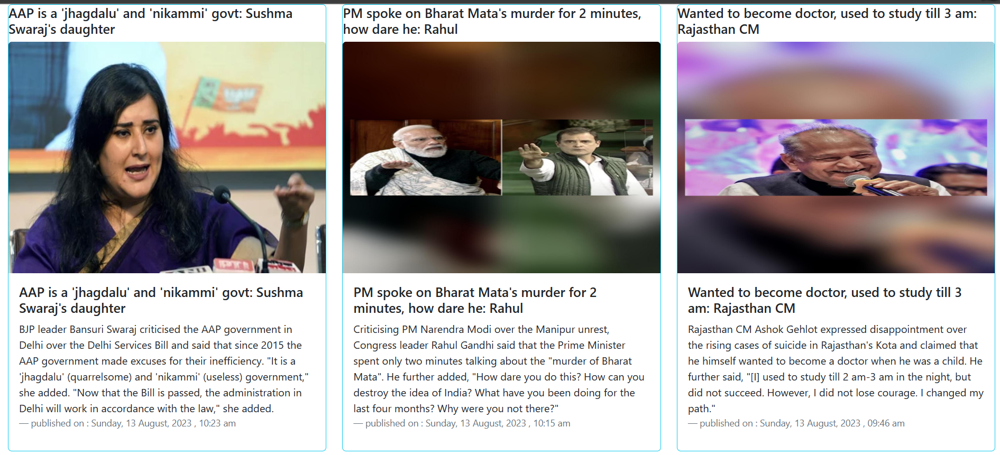 AAP is a 'jhagdalu' and 'nikammi' govt: Sushma
Swaraj's daughter
AAP is a 'jhagdalu' and 'nikammi' govt: Sushma
Swaraj's daughter
BJP leader Bansuri Swaraj criticised the AAP government in
Delhi over the Delhi Services Bill and said that since 2015 the
AAP government made excuses for their inefficiency. "It is a
'jhagdalu' (quarrelsome) and 'nikammi' (useless) government,"
she added. "Now that the Bill is passed, the administration in
Delhi will work in accordance with the law," she added.
— published on : Sunday, 13 August, 2023 , 10:23 am
PM spoke on Bharat Mata's murder for 2 minutes,
how dare he: Rahul
PM spoke on Bharat Mata's murder for 2
minutes, how dare he: Rahul
Criticising PM Narendra Modi over the Manipur unrest,
Congress leader Rahul Gandhi said that the Prime Minister
spent only two minutes talking about the "murder of Bharat
Mata". He further added, "How dare you do this? How can you
destroy the idea of India? What have you been doing for the
last four months? Why were you not there?"
— published on : Sunday, 13 August, 2023 , 10:15 am
Wanted to become doctor, used to study till 3 am:
Rajasthan CM
Wanted to become doctor, used to study till 3
am: Rajasthan CM
Rajasthan CM Ashok Gehlot expressed disappointment over
the rising cases of suicide in Rajasthan's Kota and claimed that
he himself wanted to become a doctor when he was a child. He
further said, "[I] used to study till 2 am-3 am in the night, but
did not succeed. However, I did not lose courage. I changed my
path."
— published on : Sunday, 13 August, 2023 , 09:46 am